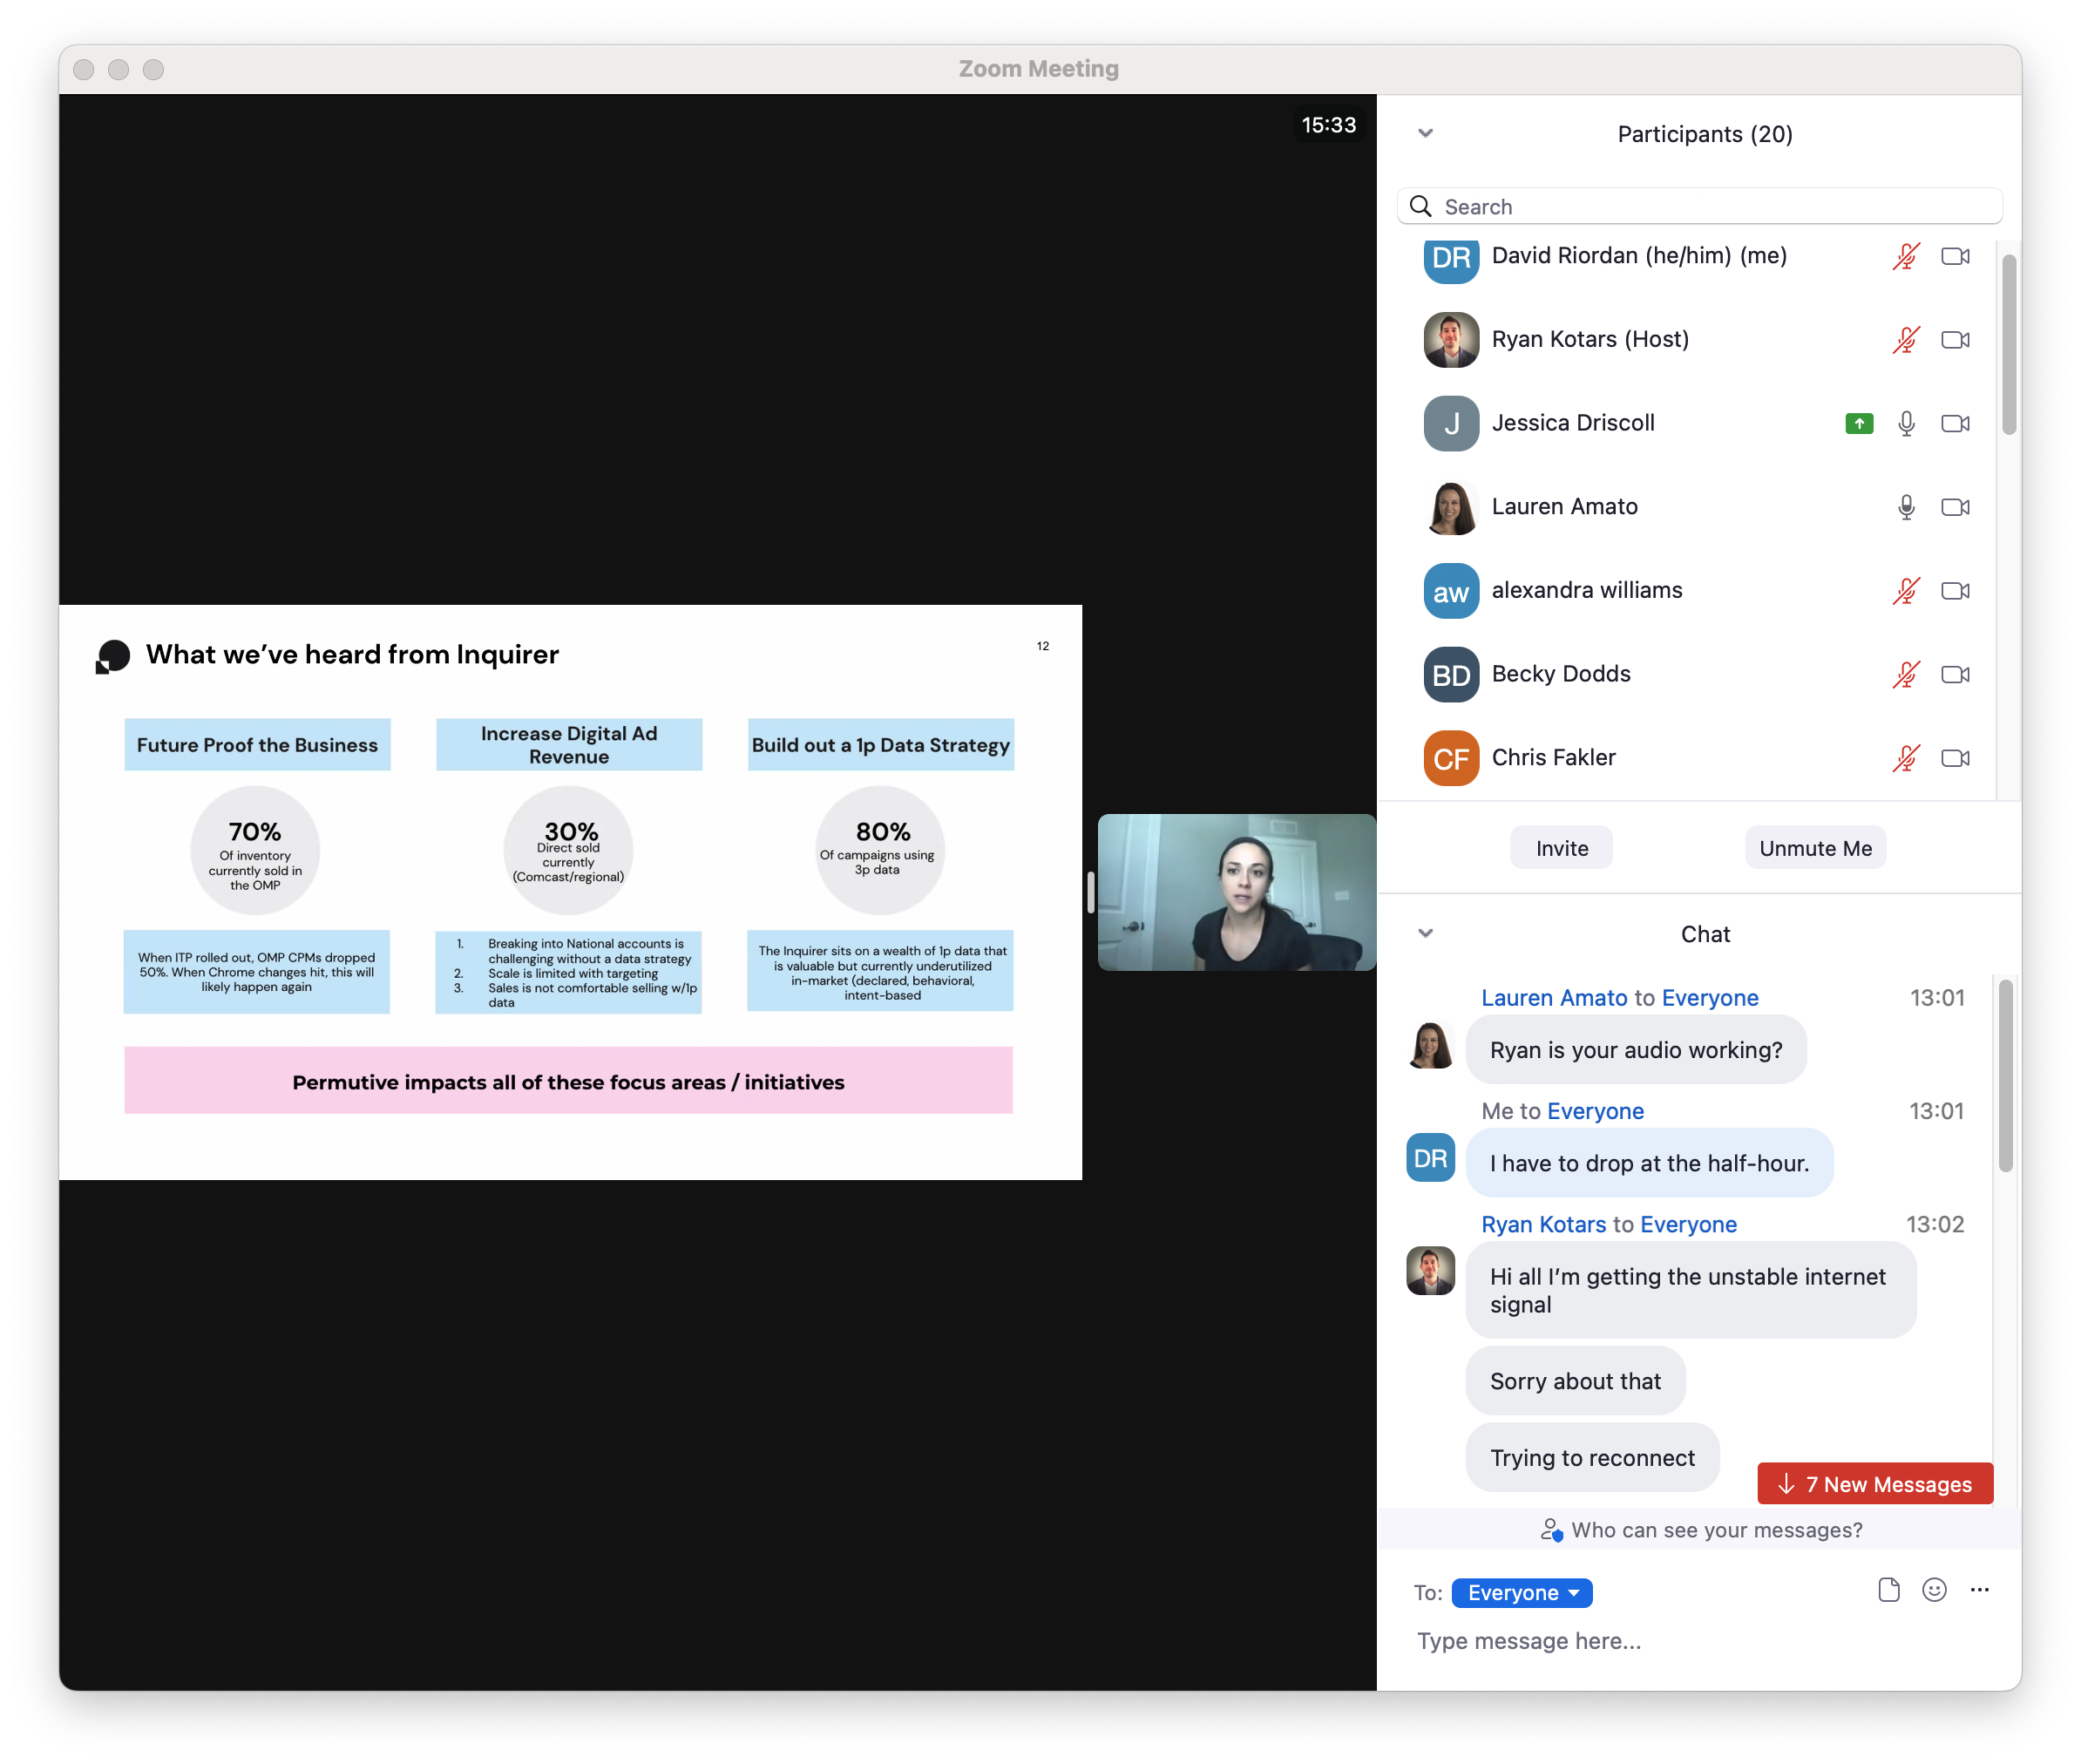 Zoom Meeting
15:33
What we’ve heard from Inquirer
12
Future Proof the Business
70%
Of inventory
currently sold in
the OMP
When ITP rolled out, OMP CPMs dropped
50%. When Chrome changes hit, this will
likely happen again
Increase Digital Ad
Revenue
30%
Direct sold
currently
(Comcast/regional)
1. Breaking into National accounts is
challenging without a data strategy
2. Scale is limited with targeting
3. Sales is not comfortable selling w/1p
data
Build out a 1p Data Strategy
80%
Of campaigns using
3p data
The Inquirer sits on a wealth of 1p data that
is valuable but currently underutilized
in-market (declared, behavioral,
intent-based
Permutive impacts all of these focus areas / initiatives
Participants (20)
Search
DR David Riordan (he/him) (me)
Ryan Kotars (Host)
J Jessica Driscoll
Lauren Amato
aw alexandra williams
BD Becky Dodds
CF Chris Fakler
Invite Unmute Me
Chat
Lauren Amato to Everyone 13:01
Ryan is your audio working?
Me to Everyone 13:01
DR I have to drop at the half-hour.
Ryan Kotars to Everyone 13:02
Hi all I’m getting the unstable internet
signal
Sorry about that
Trying to reconnect
7 New Messages
Who can see your messages?
To: Everyone
Type message here...